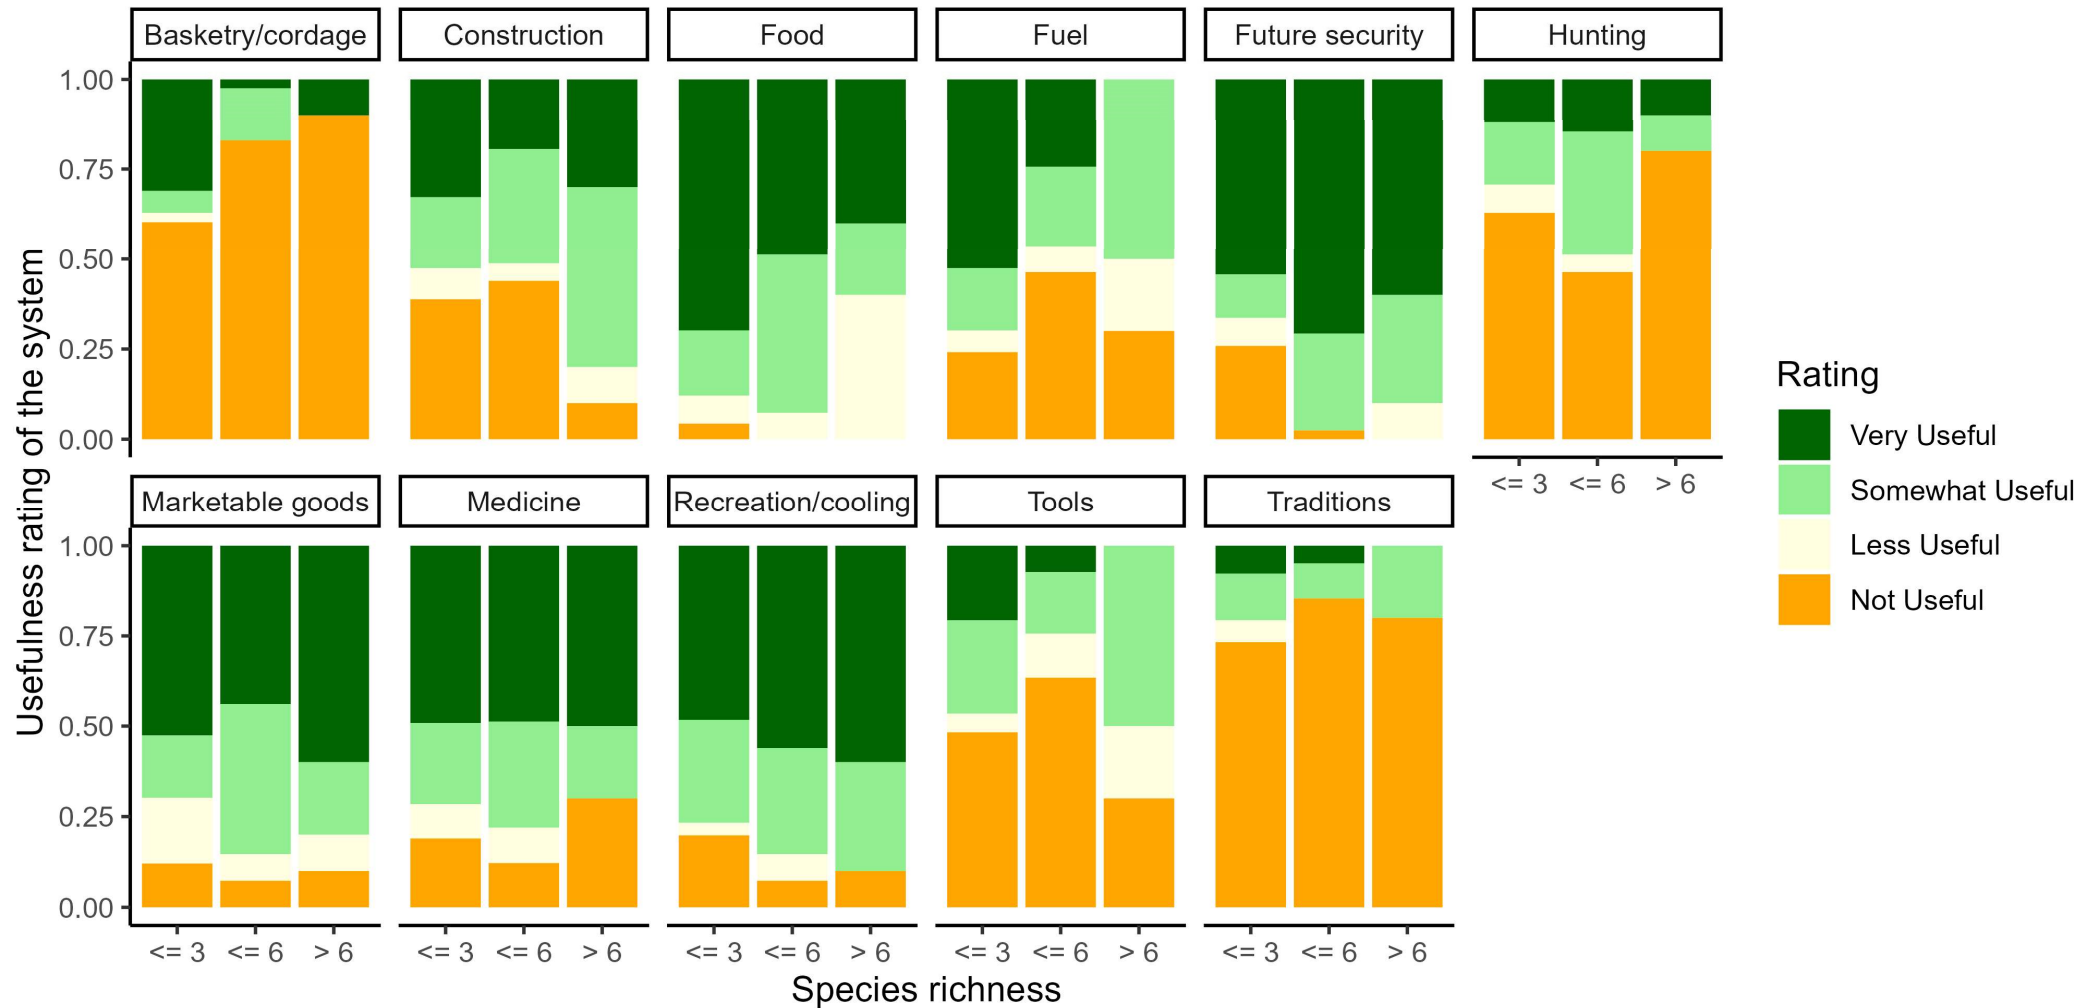 Basketry/cordage Construction Food Fuel Future security Hunting
1.00
0.75
0.50
0.25
0.00
<= 3 <= 6 > 6
Marketable goods Medicine Recreation/cooling Tools Traditions
1.00
0.75
0.50
0.25
0.00
<= 3 <= 6 > 6 <= 3 <= 6 > 6 <= 3 <= 6 > 6 <= 3 <= 6 > 6 <= 3 <= 6 > 6
Species richness
Usefulness rating of the system
Rating
Very Useful
Somewhat Useful
Less Useful
Not Useful